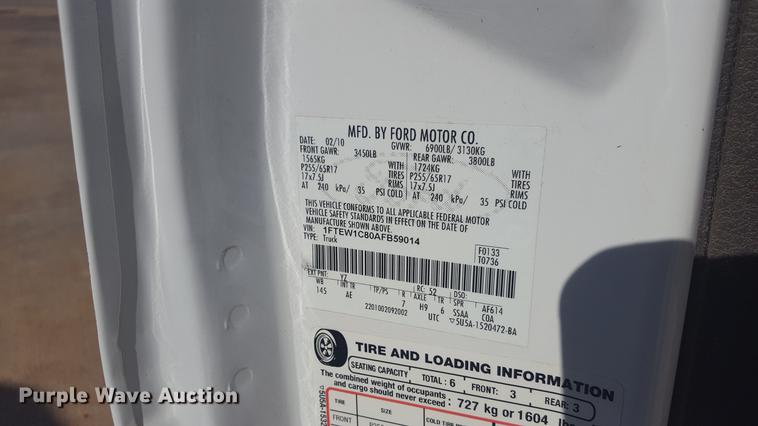 MFD. BY FORD MOTOR CO.
DATE: 02/10 GVWR: 6900LB/ 3130KG
FRONT GAWR: 3450LB REAR GAWR: 3800LB
1565KG WITH 1724KG WITH
P255/65R17 TIRES P255/65R17 TIRES
17x7.5J RIMS 17x7.5J RIMS
AT 240 kPa/ 35 PSI COLD AT 240 kPa/ 35 PSI COLD
THIS VEHICLE CONFORMS TO ALL APPLICABLE FEDERAL MOTOR
VEHICLE SAFETY STANDARDS IN EFFECT ON THE DATE OF
MANUFACTURE SHOWN ABOVE.
VIN: 1FTEW1C80AFB59014
TYPE: Truck
F0133
T0736
EXT PNT: YZ RC: 52 DSO:
WB INT TR TP/PS R AXLE TR SPR AF614
145 AE 7 H9 6 SSAA COA
2201002092002 UTC ▽5U5A-1520472-BA
TIRE AND LOADING INFORMATION
SEATING CAPACITY TOTAL: 6 FRONT: 3 REAR: 3
The combined weight of occupants
and cargo should never exceed: 727 kg or 1604 lbs
TIRE SIZE COLD TIRE
FRONT
Purple Wave Auction